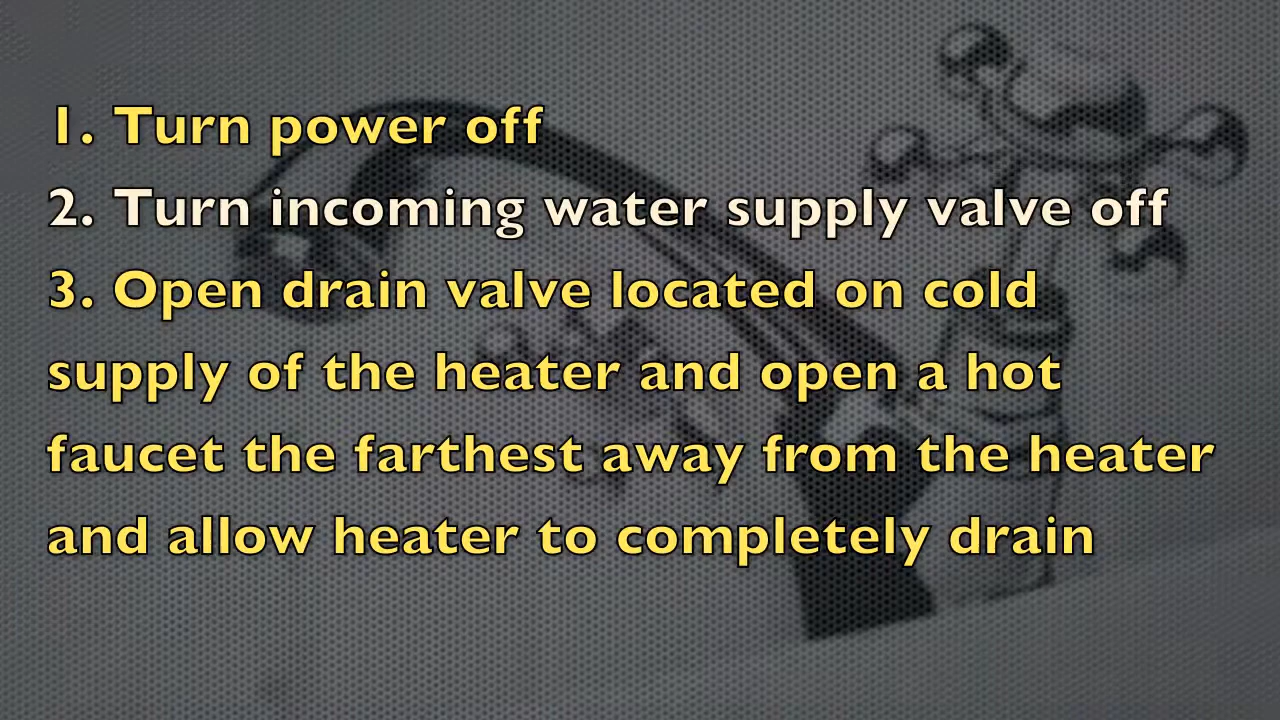 1. Turn power off
2. Turn incoming water supply valve off
3. Open drain valve located on cold
supply of the heater and open a hot
faucet the farthest away from the heater
and allow heater to completely drain